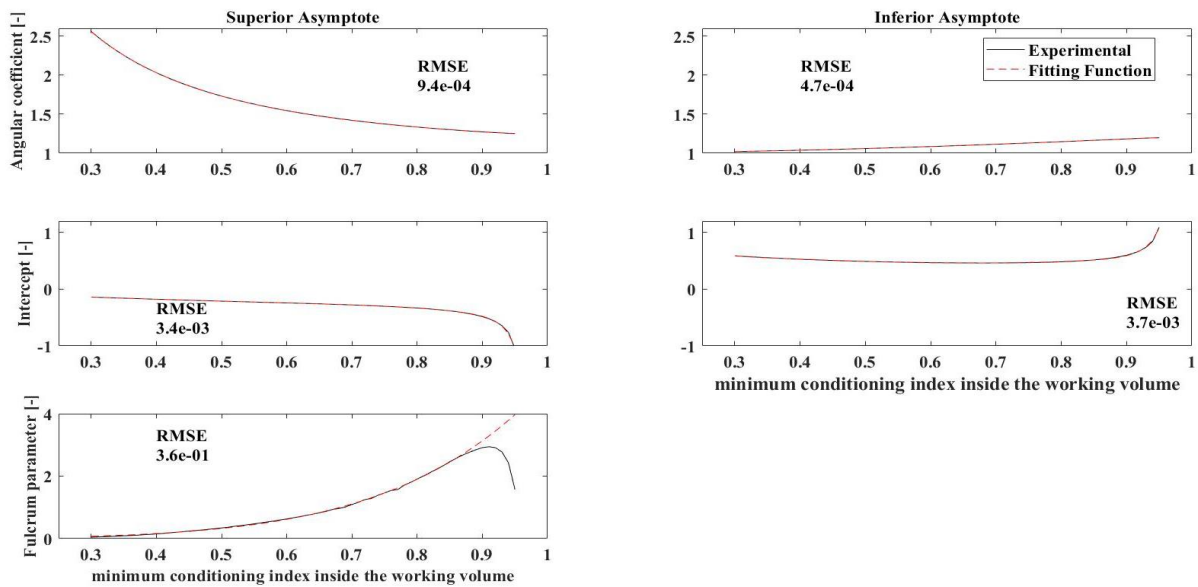 Superior Asymptote
Angular coefficient [-]
2.5
2
1.5
1
RMSE
9.4e-04
0.3 0.4 0.5 0.6 0.7 0.8 0.9 1
Inferior Asymptote
2.5
2
1.5
1
RMSE
4.7e-04
Experimental
Fitting Function
0.3 0.4 0.5 0.6 0.7 0.8 0.9 1
Intercept [-]
1
0
-1
RMSE
3.4e-03
0.3 0.4 0.5 0.6 0.7 0.8 0.9 1
1
0
-1
RMSE
3.7e-03
0.3 0.4 0.5 0.6 0.7 0.8 0.9 1
minimum conditioning index inside the working volume
Fulcrum parameter [-]
4
2
0
RMSE
3.6e-01
0.3 0.4 0.5 0.6 0.7 0.8 0.9 1
minimum conditioning index inside the working volume